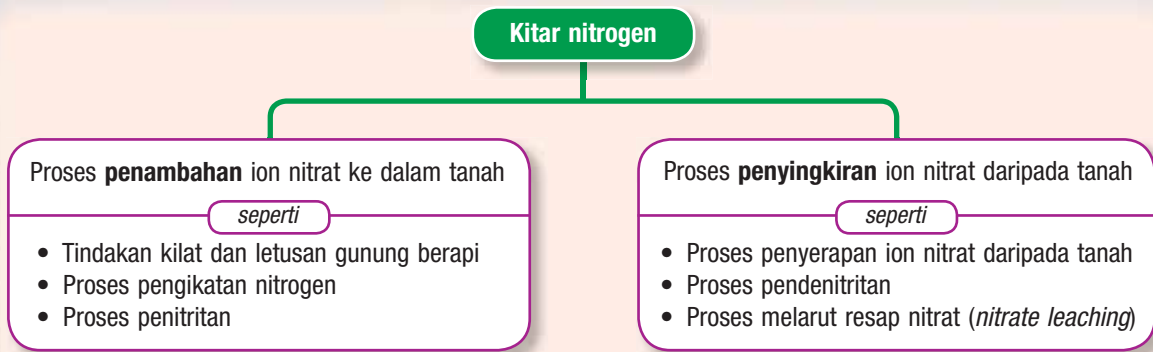 Kitar nitrogen
Proses penambahan ion nitrat ke dalam tanah
seperti
• Tindakan kilat dan letusan gunung berapi
• Proses pengikatan nitrogen
• Proses penitritan
Proses penyingkiran ion nitrat daripada tanah
seperti
• Proses penyerapan ion nitrat daripada tanah
• Proses pendenitritan
• Proses melarut resap nitrat (nitrate leaching)